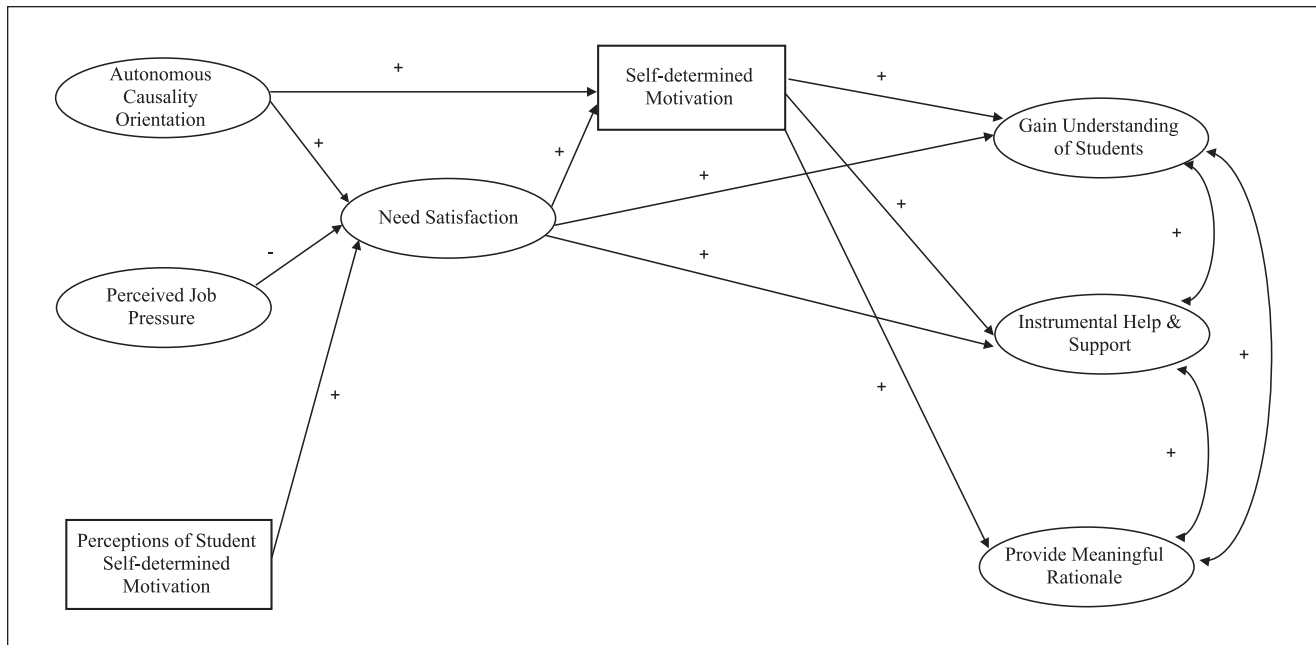 Autonomous
Causality
Orientation
+
Self-determined
Motivation
+
Gain Understanding
of Students
+
+
+
Need Satisfaction
+
+
+
-
+
Perceived Job
Pressure
Instrumental Help &
Support
+
+
+
+
Perceptions of Student
Self-determined
Motivation
Provide Meaningful
Rationale